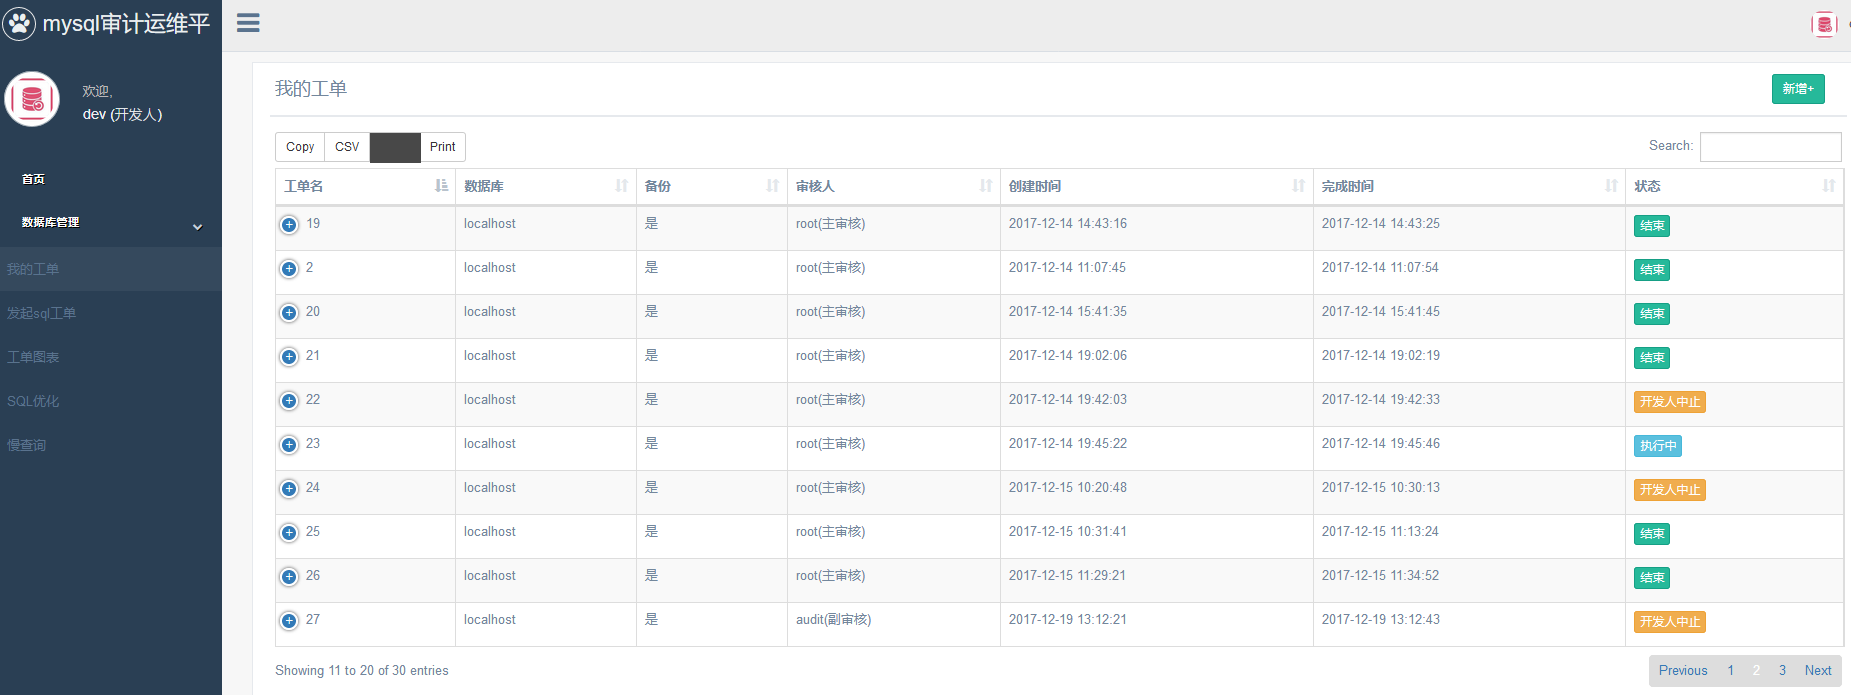 mysql审计运维平
欢迎,
dev (开发人)
首页
数据库管理
我的工单
发起sql工单
工单图表
SQL优化
慢查询
我的工单
新增+
Copy CSV Print
Search:
工单名 数据库 备份 审核人 创建时间 完成时间 状态
19 localhost 是 root(主审核) 2017-12-14 14:43:16 2017-12-14 14:43:25 结束
2 localhost 是 root(主审核) 2017-12-14 11:07:45 2017-12-14 11:07:54 结束
20 localhost 是 root(主审核) 2017-12-14 15:41:35 2017-12-14 15:41:45 结束
21 localhost 是 root(主审核) 2017-12-14 19:02:06 2017-12-14 19:02:19 结束
22 localhost 是 root(主审核) 2017-12-14 19:42:03 2017-12-14 19:42:33 开发人中止
23 localhost 是 root(主审核) 2017-12-14 19:45:22 2017-12-14 19:45:46 执行中
24 localhost 是 root(主审核) 2017-12-15 10:20:48 2017-12-15 10:30:13 开发人中止
25 localhost 是 root(主审核) 2017-12-15 10:31:41 2017-12-15 11:13:24 结束
26 localhost 是 root(主审核) 2017-12-15 11:29:21 2017-12-15 11:34:52 结束
27 localhost 是 audit(副审核) 2017-12-19 13:12:21 2017-12-19 13:12:43 开发人中止
Showing 11 to 20 of 30 entries
Previous 1 2 3 Next